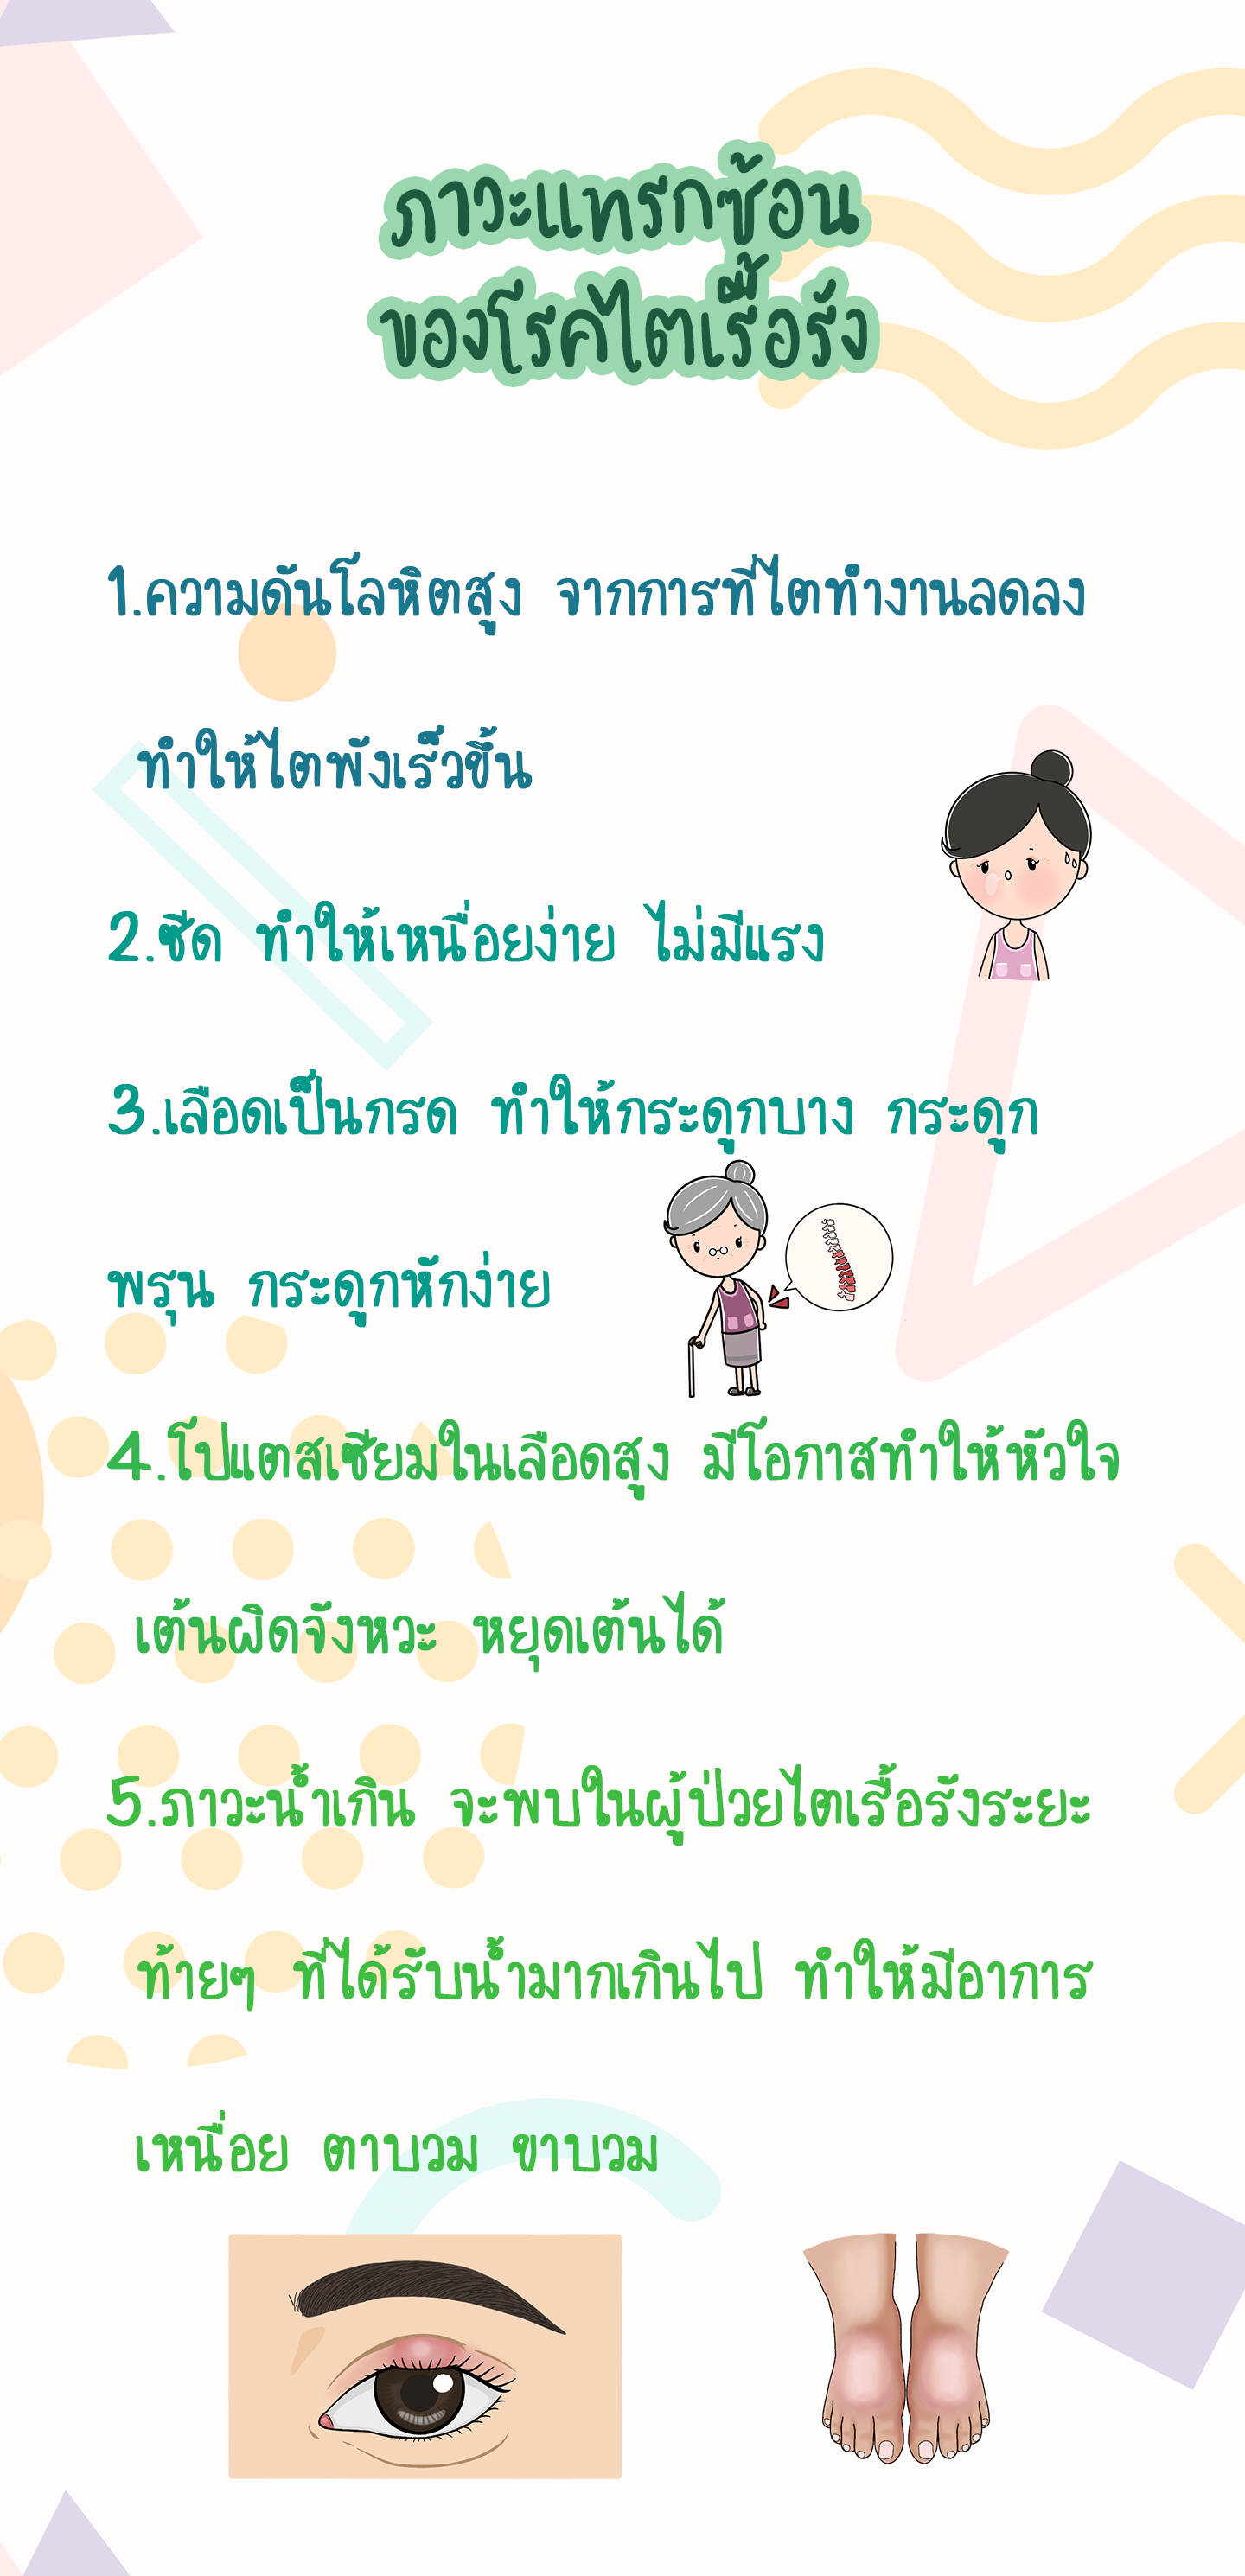 ภาวะแทรกซ้อน
ของโรคไตเรื้อรัง
1.ความดันโลหิตสูง จากการที่ไตทำงานลดลง
ทำให้ไตพังเร็วขึ้น
2.ซีด ทำให้เหนื่อยง่าย ไม่มีแรง
3.เลือดเป็นกรด ทำให้กระดูกบาง กระดูก
พรุน กระดูกหักง่าย
4.โปแตสเซียมในเลือดสูง มีโอกาสทำให้หัวใจ
เต้นผิดจังหวะ หยุดเต้นได้
5.ภาวะน้ำเกิน จะพบในผู้ป่วยไตเรื้อรังระยะ
ท้ายๆ ที่ได้รับน้ำมากเกินไป ทำให้มีอาการ
เหนื่อย ตาบวม ขาบวม